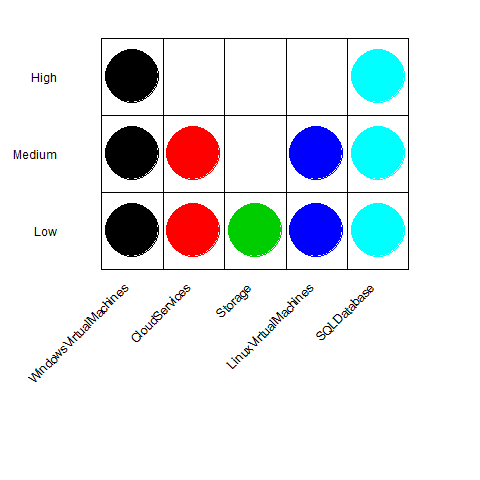 High
Medium
Low
WindowsVirtualMachines
CloudServices
Storage
LinuxVirtualMachines
SQLDatabase